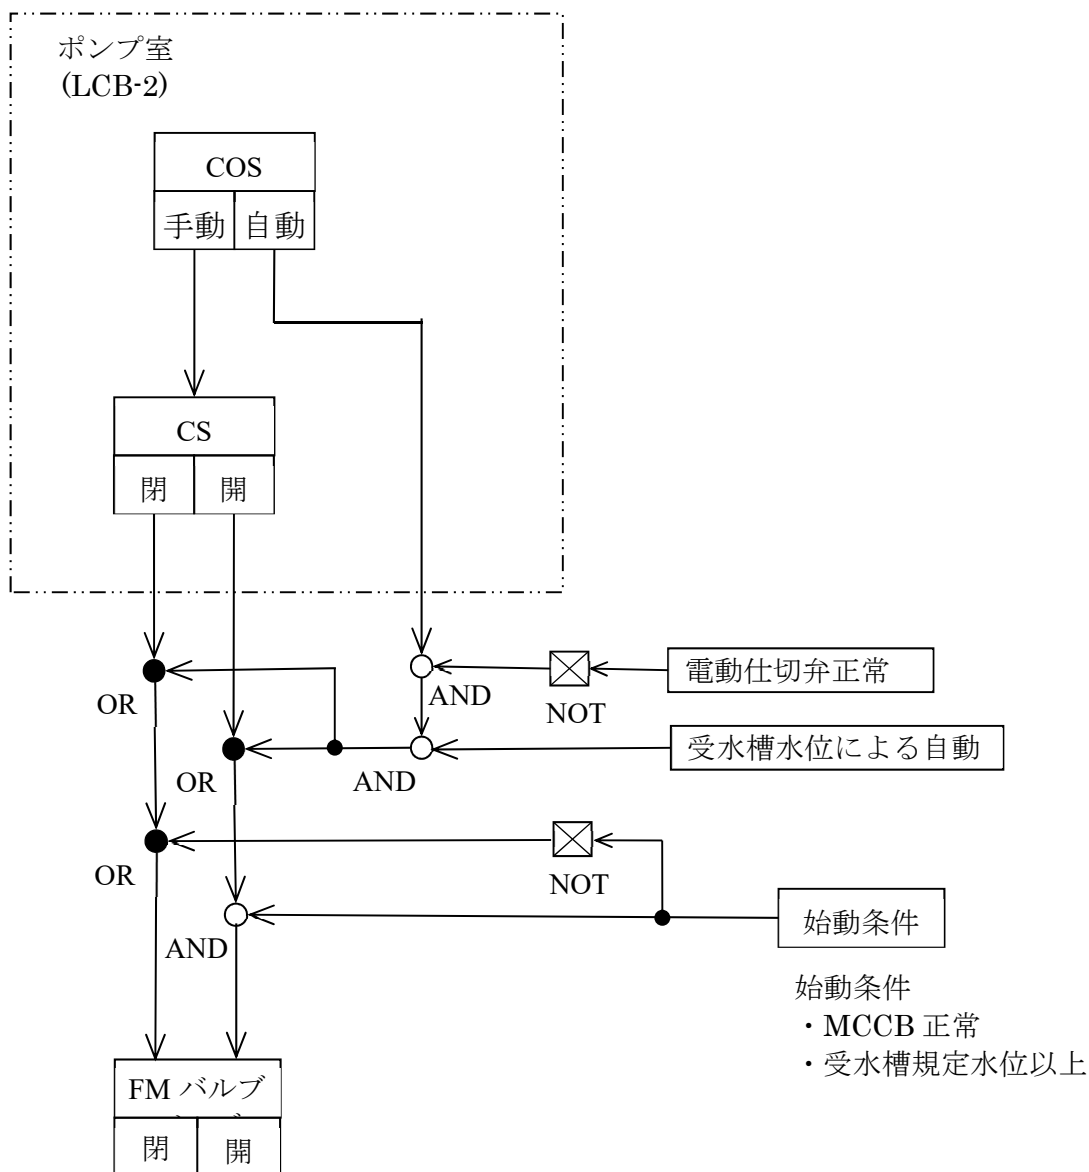 ポンプ室
(LCB-2)
COS
手動
自動
CS
閉
開
OR
AND
NOT
電動仕切弁正常
OR
AND
受水槽水位による自動
OR
NOT
AND
始動条件
始動条件
・MCCB 正常
・受水槽規定水位以上
FM バルブ
閉
開